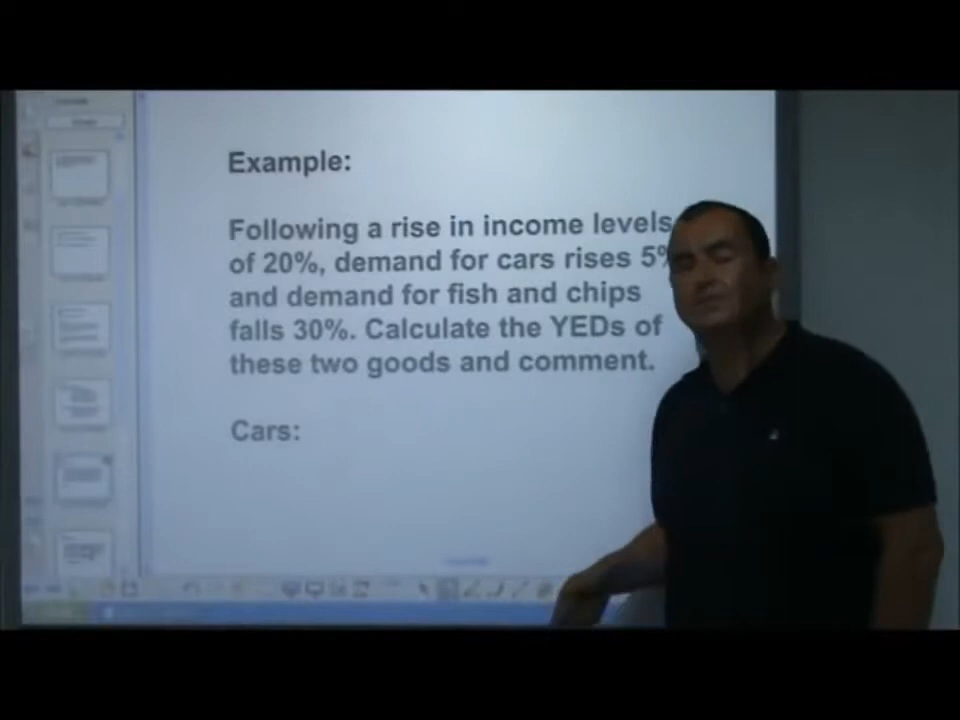 Example:
Following a rise in income levels
of 20%, demand for cars rises 5%
and demand for fish and chips
falls 30%. Calculate the YEDs of
these two goods and comment.
Cars: